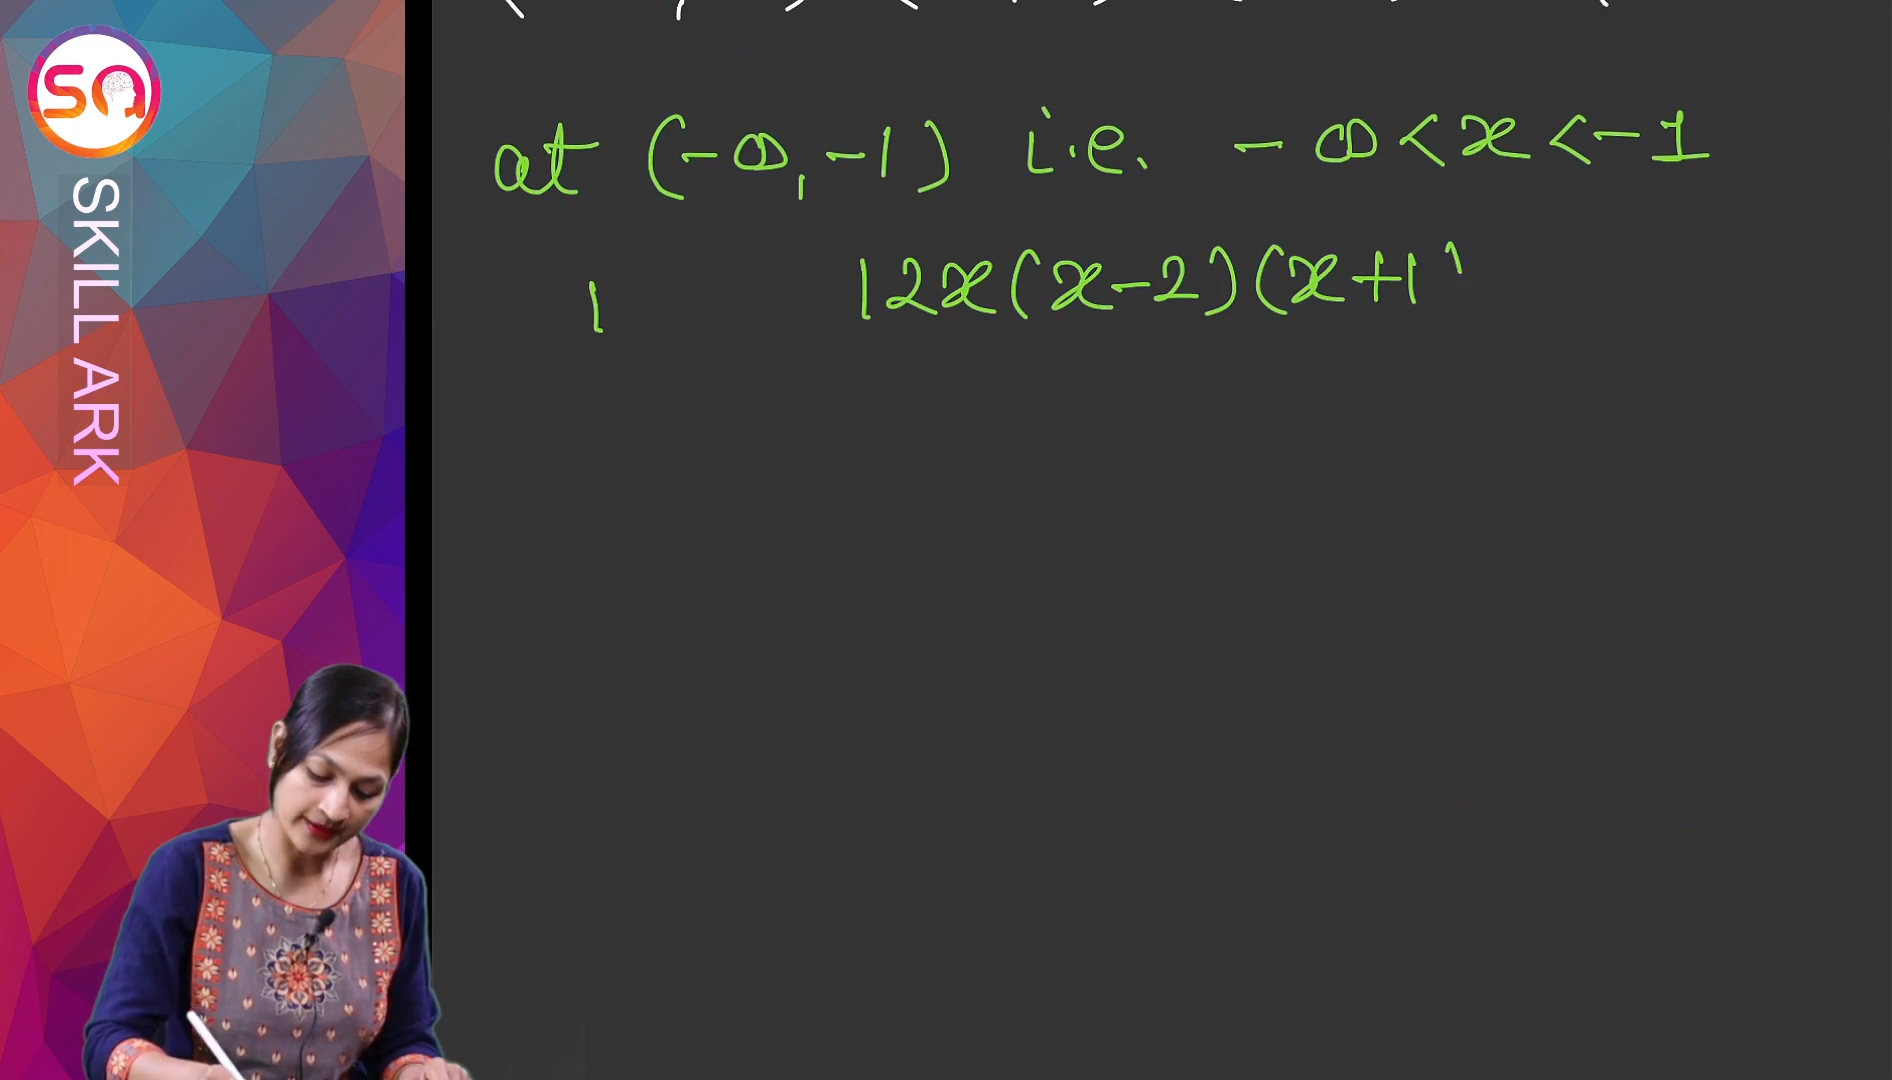 SKILL ARK
at (-∞, -1) i.e. -∞ < x < -1
12x(x-2)(x+1